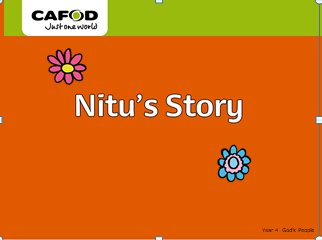 CAFOD
Just one world
Nitu's Story
Year 4 God's People